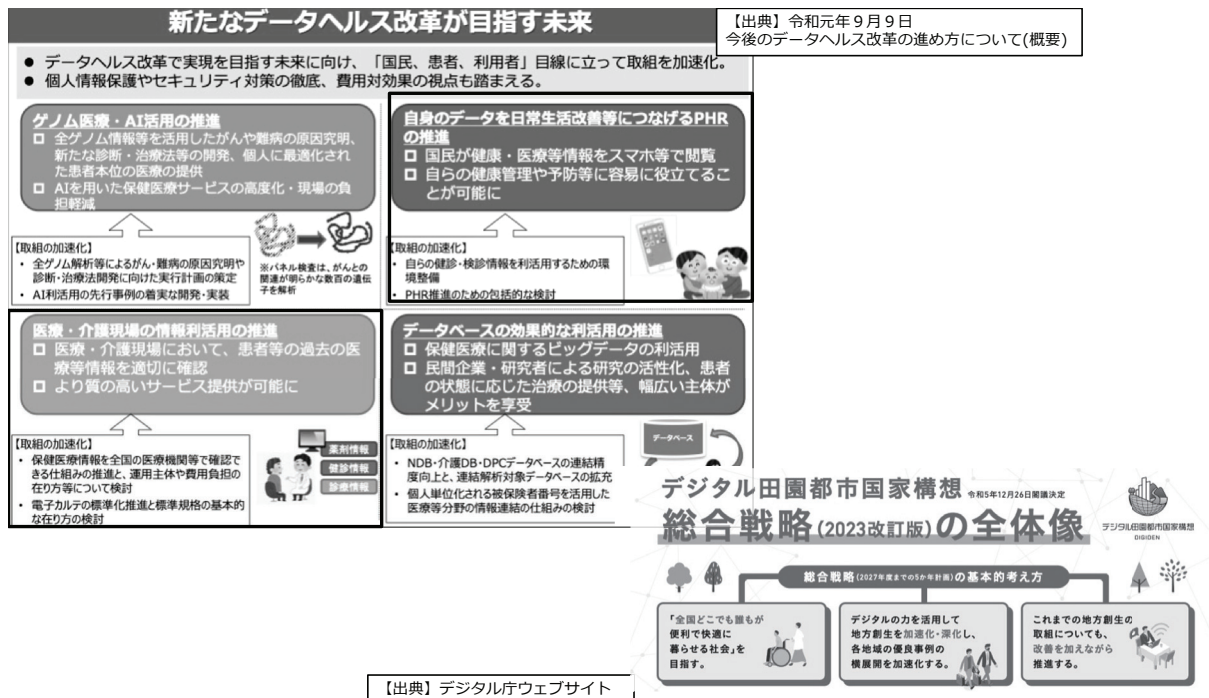 新たなデータヘルス改革が目指す未来
【出典】令和元年９月９日
今後のデータヘルス改革の進め方について(概要)
● データヘルス改革で実現を目指す未来に向け、「国民、患者、利用者」目線に立って取組を加速化。
● 個人情報保護やセキュリティ対策の徹底、費用対効果の視点も踏まえる。
ゲノム医療・AI活用の推進
□ 全ゲノム情報等を活用したがんや難病の原因究明、
新たな診断・治療法等の開発、個人に最適化され
た患者本位の医療の提供
□ AIを用いた保健医療サービスの高度化・現場の負
担軽減
【取組の加速化】
・ 全ゲノム解析等によるがん・難病の原因究明や
診断・治療法開発に向けた実行計画の策定
・ AI利活用の先行事例の着実な開発・実装
※パネル検査は、がんとの
関連が明らかな数百の遺伝
子を解析
自身のデータを日常生活改善等につなげるPHR
の推進
□ 国民が健康・医療等情報をスマホ等で閲覧
□ 自らの健康管理や予防等に容易に役立てるこ
とが可能に
【取組の加速化】
・ 自らの健診・検診情報を利活用するための環
境整備
・ PHR推進のための包括的な検討
医療・介護現場の情報利活用の推進
□ 医療・介護現場において、患者等の過去の医
療等情報を適切に確認
□ より質の高いサービス提供が可能に
【取組の加速化】
・ 保健医療情報を全国の医療機関等で確認で
きる仕組みの推進と、運用主体や費用負担の
在り方等について検討
・ 電子カルテの標準化推進と標準規格の基本的
な在り方の検討
薬剤情報
健診情報
診療情報
データベースの効果的な利活用の推進
□ 保健医療に関するビッグデータの利活用
□ 民間企業・研究者による研究の活性化、患者
の状態に応じた治療の提供等、幅広い主体が
メリットを享受
【取組の加速化】
・ NDB・介護DB・DPCデータベースの連結精
度向上と、連結解析対象データベースの拡充
・ 個人単位化される被保険者番号を活用した
医療等分野の情報連結の仕組みの検討
データベース
デジタル田園都市国家構想 令和5年12月26日閣議決定
総合戦略(2023改訂版)の全体像
デジタル田園都市国家構想
DIGIDEN
総合戦略(2027年度までの5か年計画)の基本的考え方
「全国どこでも誰もが
便利で快適に
暮らせる社会」を
目指す。
デジタルの力を活用して
地方創生を加速化・深化し、
各地域の優良事例の
横展開を加速化する。
これまでの地方創生の
取組についても、
改善を加えながら
推進する。
【出典】デジタル庁ウェブサイト